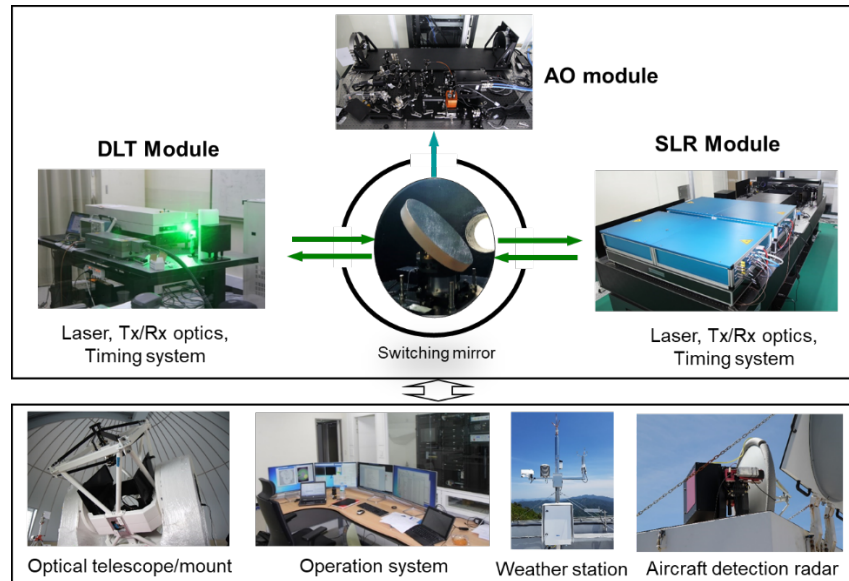 AO module
DLT Module
SLR Module
Laser, Tx/Rx optics,
Timing system
Switching mirror
Laser, Tx/Rx optics,
Timing system
Optical telescope/mount
Operation system
Weather station
Aircraft detection radar